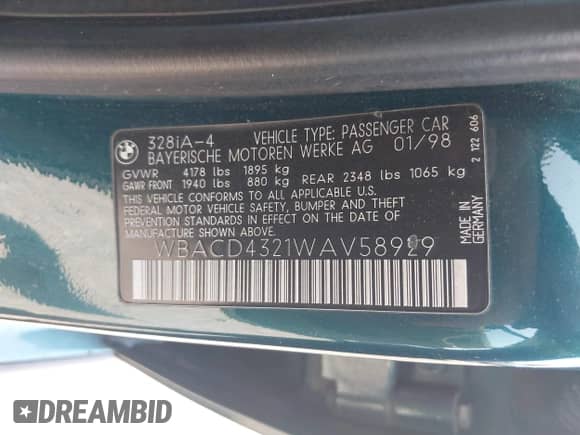 BMW
328iA-4 VEHICLE TYPE: PASSENGER CAR
BAYERISCHE MOTOREN WERKE AG 01/98
GVWR 4178 lbs 1895 kg
GAWR FRONT 1940 lbs 880 kg REAR 2348 lbs 1065 kg
THIS VEHICLE CONFORMS TO ALL APPLICABLE U.S.
FEDERAL MOTOR VEHICLE SAFETY, BUMPER AND THEFT
PREVENTION STANDARDS IN EFFECT ON THE DATE OF
MANUFACTURE SHOWN ABOVE.
WBACD4321WAV58929
MADE IN
GERMANY
2 122 606
DREAMBID